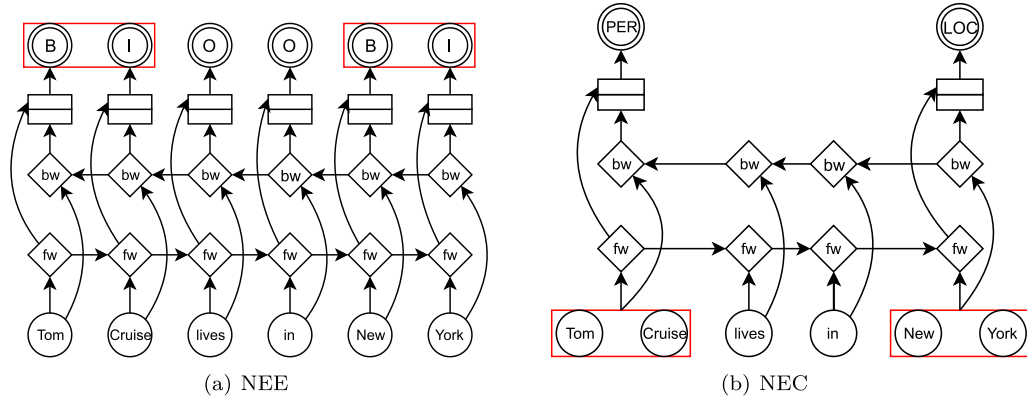 B I O O B I
bw bw bw bw bw bw
fw fw fw fw fw fw
Tom Cruise lives in New York
(a) NEE
PER LOC
bw bw bw bw
fw fw fw fw
Tom Cruise lives in New York
(b) NEC